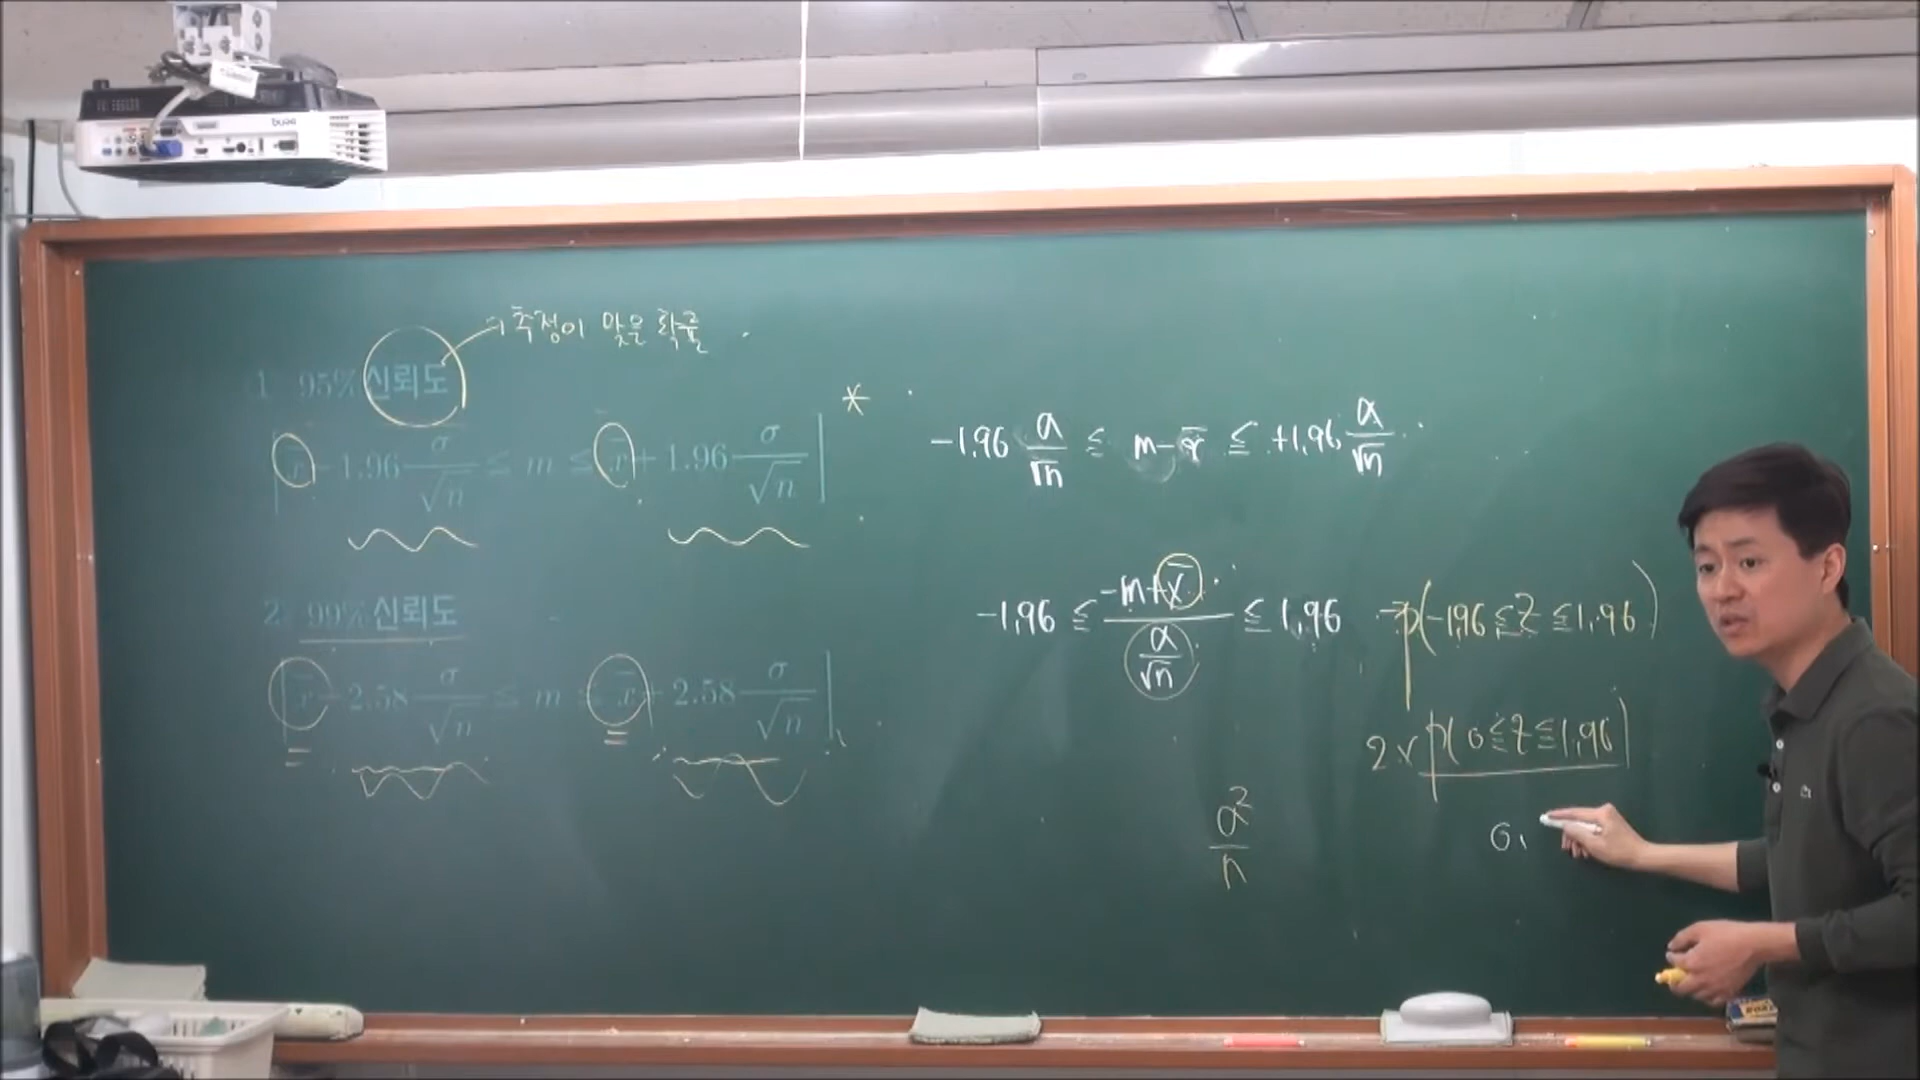 → 추정이 맞을 확률
1 95% 신뢰도
x̄ - 1.96 σ/√n ≤ m ≤ x̄ + 1.96 σ/√n
*
2 99% 신뢰도
x̄ - 2.58 σ/√n ≤ m ≤ x̄ + 2.58 σ/√n
-1.96 σ/√n ≤ m - x̄ ≤ +1.96 σ/√n
-1.96 ≤ (-m+x̄)/(σ/√n) ≤ 1.96 → P(-1.96 ≤ Z ≤ 1.96)
2 × P(0 ≤ Z ≤ 1.96)
σ²/n
0.
BenQ